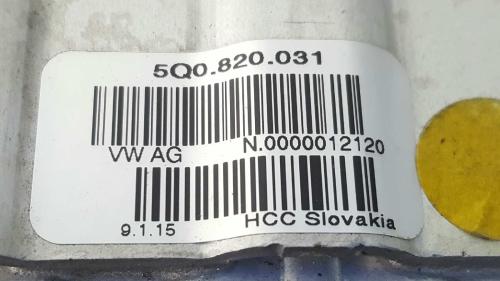 5Q0.820.031
VW AG N.0000012120
9.1.15 HCC Slovakia